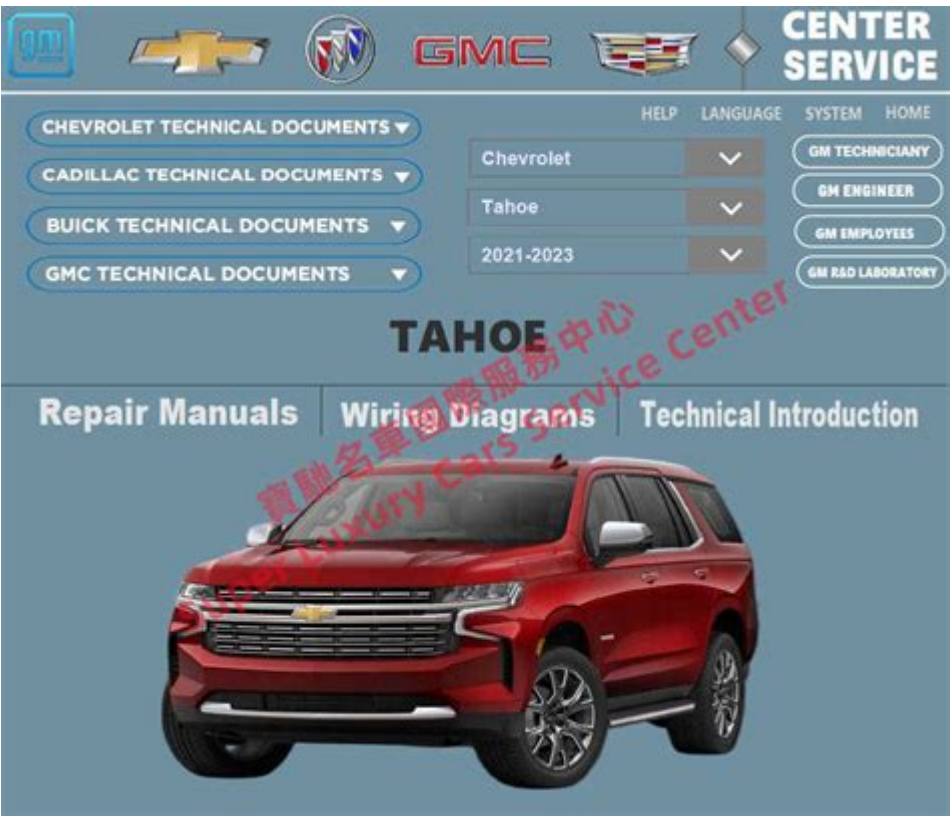 gm
GMC
CENTER
SERVICE
HELP LANGUAGE SYSTEM HOME
CHEVROLET TECHNICAL DOCUMENTS
CADILLAC TECHNICAL DOCUMENTS
BUICK TECHNICAL DOCUMENTS
GMC TECHNICAL DOCUMENTS
Chevrolet
Tahoe
2021-2023
GM TECHNICIANY
GM ENGINEER
GM EMPLOYEES
GM R&D LABORATORY
TAHOE
Repair Manuals
Wiring Diagrams
Technical Introduction
寶馳名車國際服務中心
Super Luxury Cars Service Center